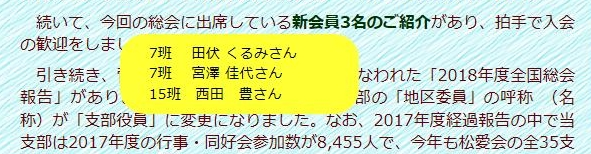 続いて、今回の総会に出席している新会員3名のご紹介があり、拍手で入会
の歓迎をしまし
7班　田伏 くるみさん
7班　宮澤 佳代さん
15班　西田　豊さん
引き続き、
なわれた「2018年度全国総会
報告」があり、
部の「地区委員」の呼称　（名
称）が「支部役員」に変更になりました。なお、2017年度経過報告の中で当
支部は2017年度の行事・同好会参加数が8,455人で、今年も松愛会の全35支